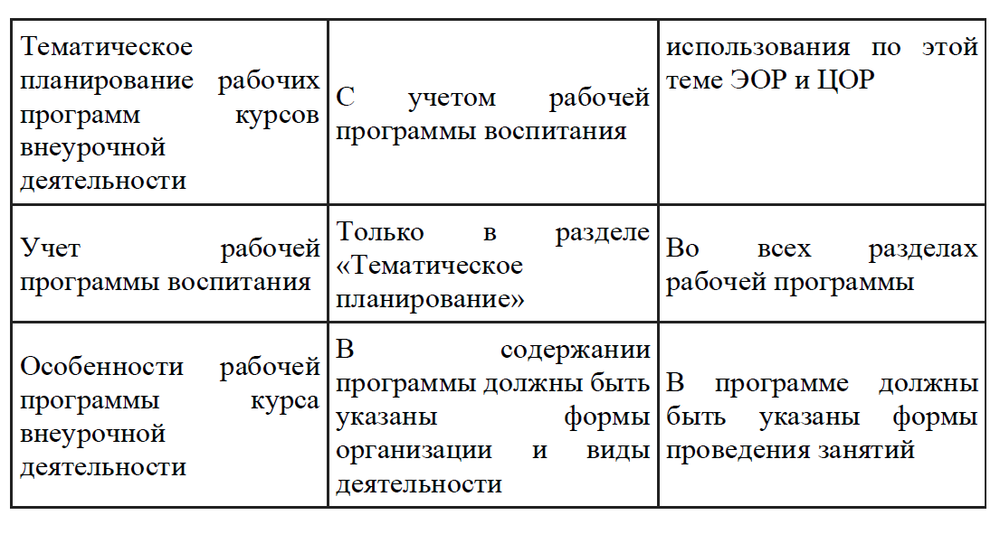 Тематическое
планирование рабочих
программ курсов
внеурочной
деятельности
С учетом рабочей
программы воспитания
использования по этой
теме ЭОР и ЦОР
Учет рабочей
программы воспитания
Только в разделе
«Тематическое
планирование»
Во всех разделах
рабочей программы
Особенности рабочей
программы курса
внеурочной
деятельности
В содержании
программы должны быть
указаны формы
организации и виды
деятельности
В программе должны
быть указаны формы
проведения занятий